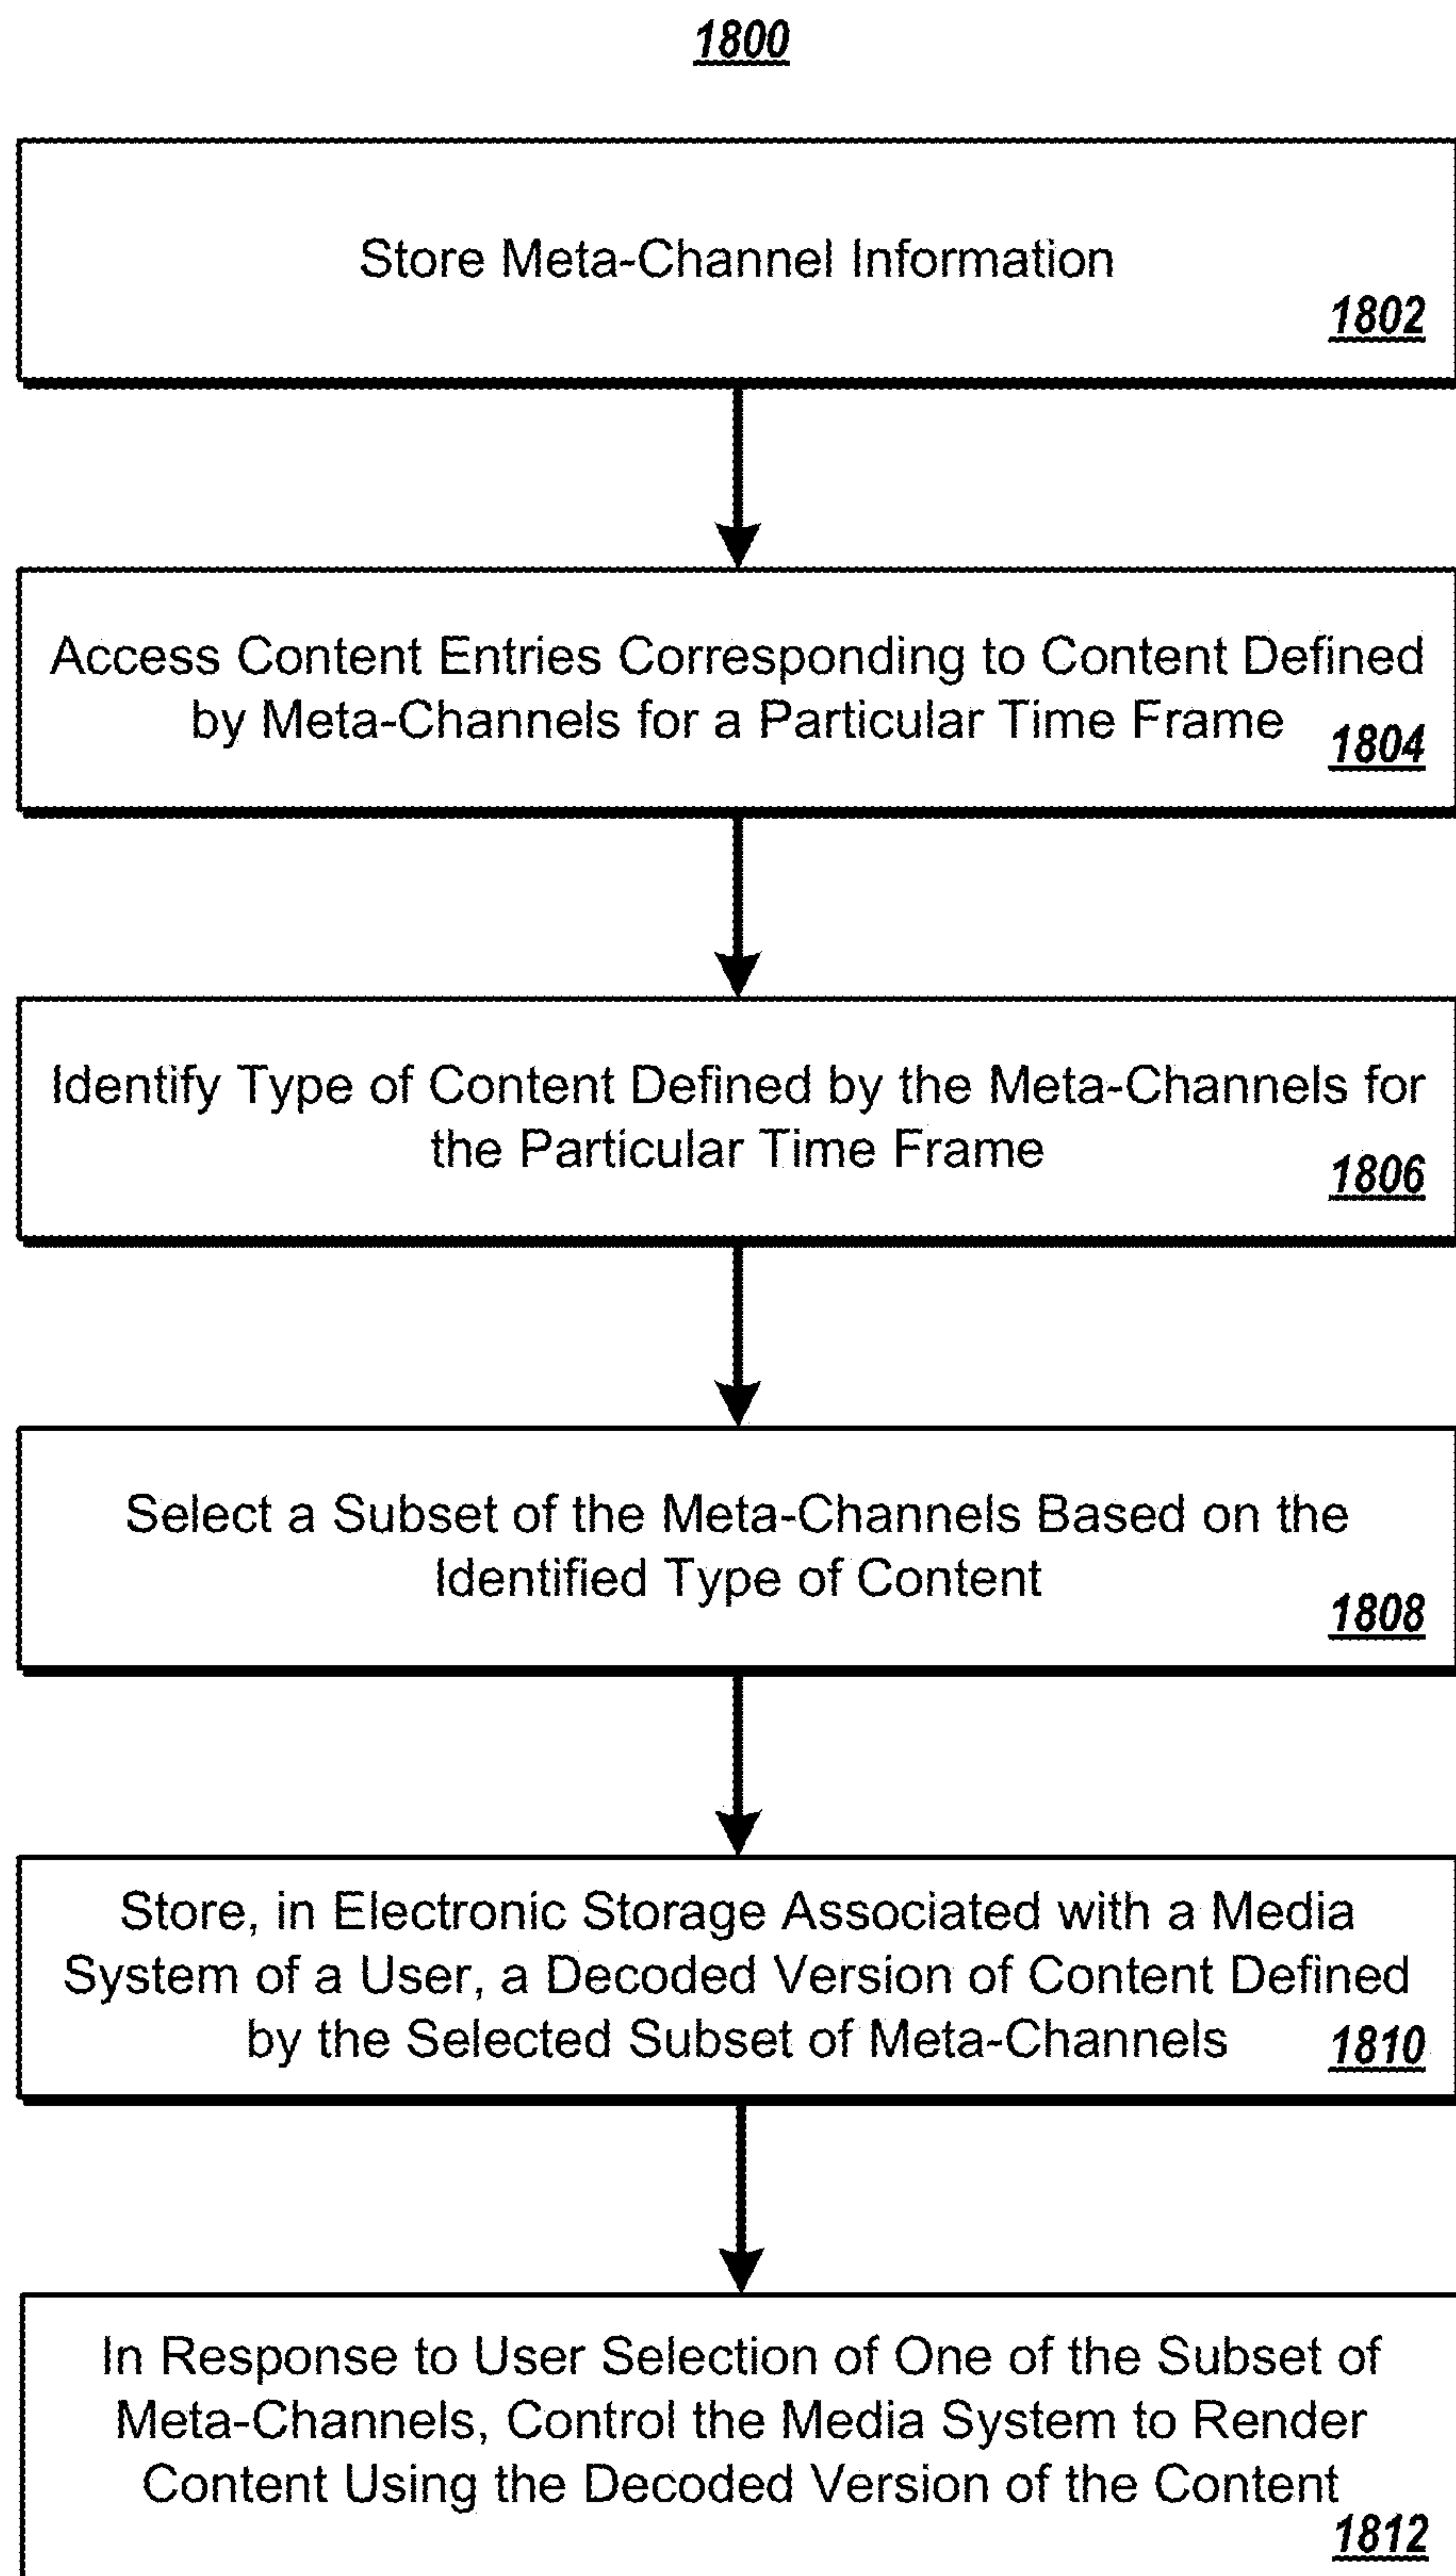 1800
Store Meta-Channel Information
1802
Access Content Entries Corresponding to Content Defined
by Meta-Channels for a Particular Time Frame
1804
Identify Type of Content Defined by the Meta-Channels for
the Particular Time Frame
1806
Select a Subset of the Meta-Channels Based on the
Identified Type of Content
1808
Store, in Electronic Storage Associated with a Media
System of a User, a Decoded Version of Content Defined
by the Selected Subset of Meta-Channels
1810
In Response to User Selection of One of the Subset of
Meta-Channels, Control the Media System to Render
Content Using the Decoded Version of the Content
1812